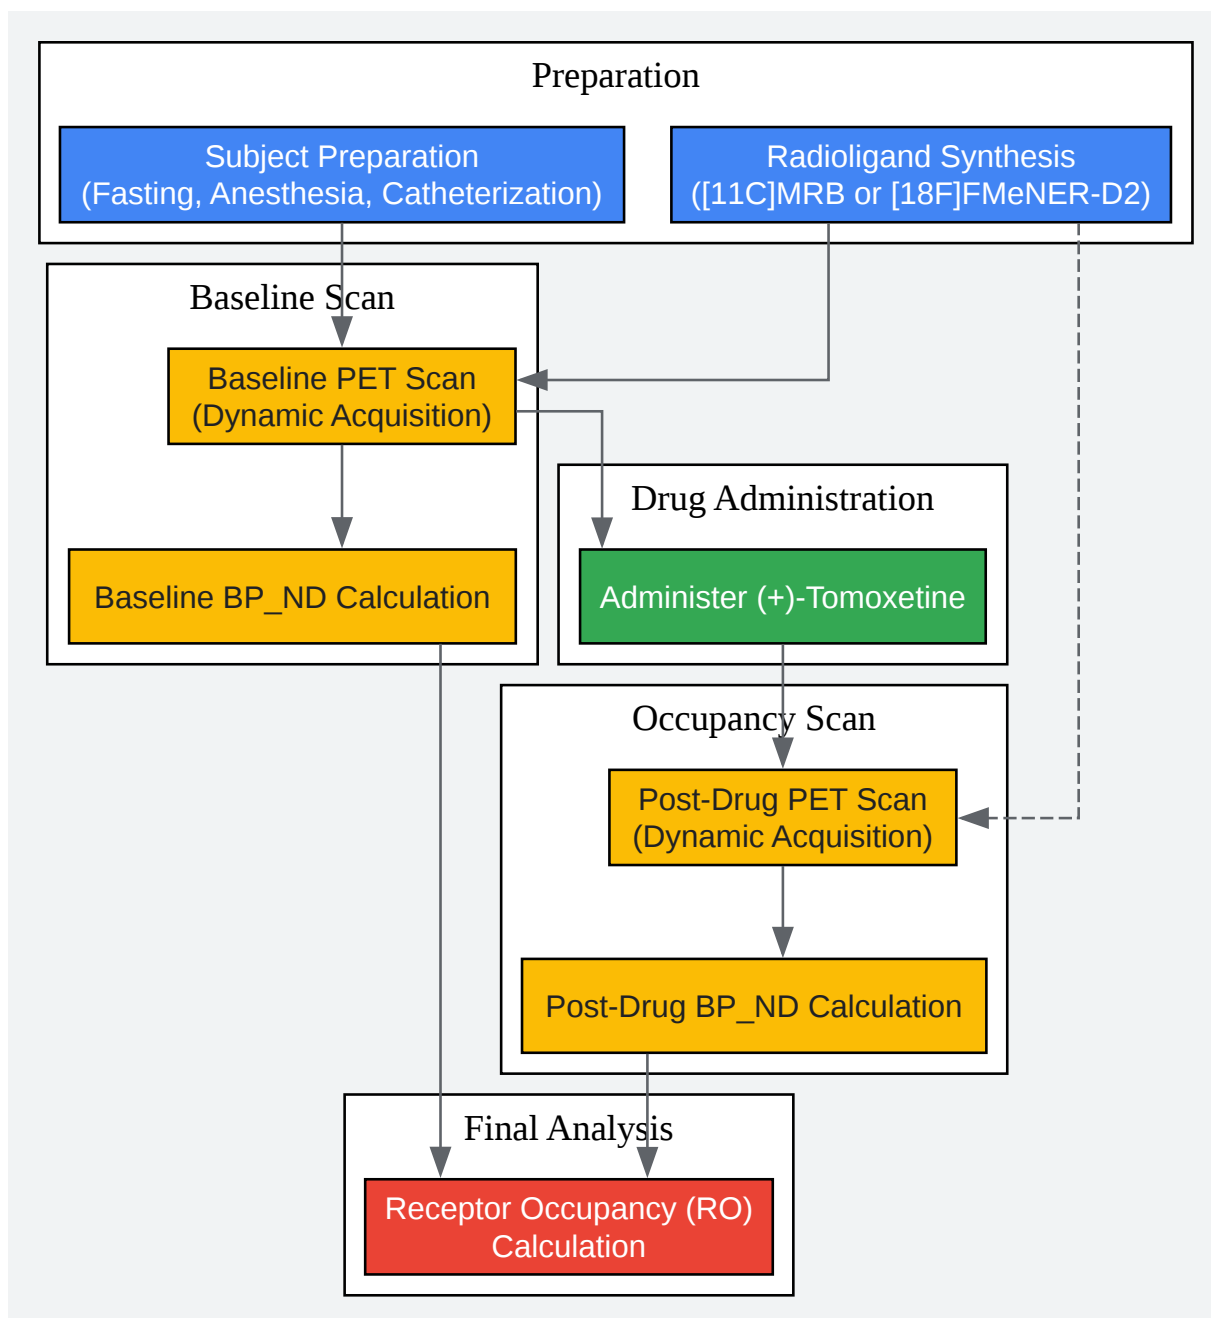 Preparation
Subject Preparation
(Fasting, Anesthesia, Catheterization)
Radioligand Synthesis
([11C]MRB or [18F]FMeNER-D2)
Baseline Scan
Baseline PET Scan
(Dynamic Acquisition)
Baseline BP_ND Calculation
Drug Administration
Administer (+)-Tomoxetine
Occupancy Scan
Post-Drug PET Scan
(Dynamic Acquisition)
Post-Drug BP_ND Calculation
Final Analysis
Receptor Occupancy (RO)
Calculation